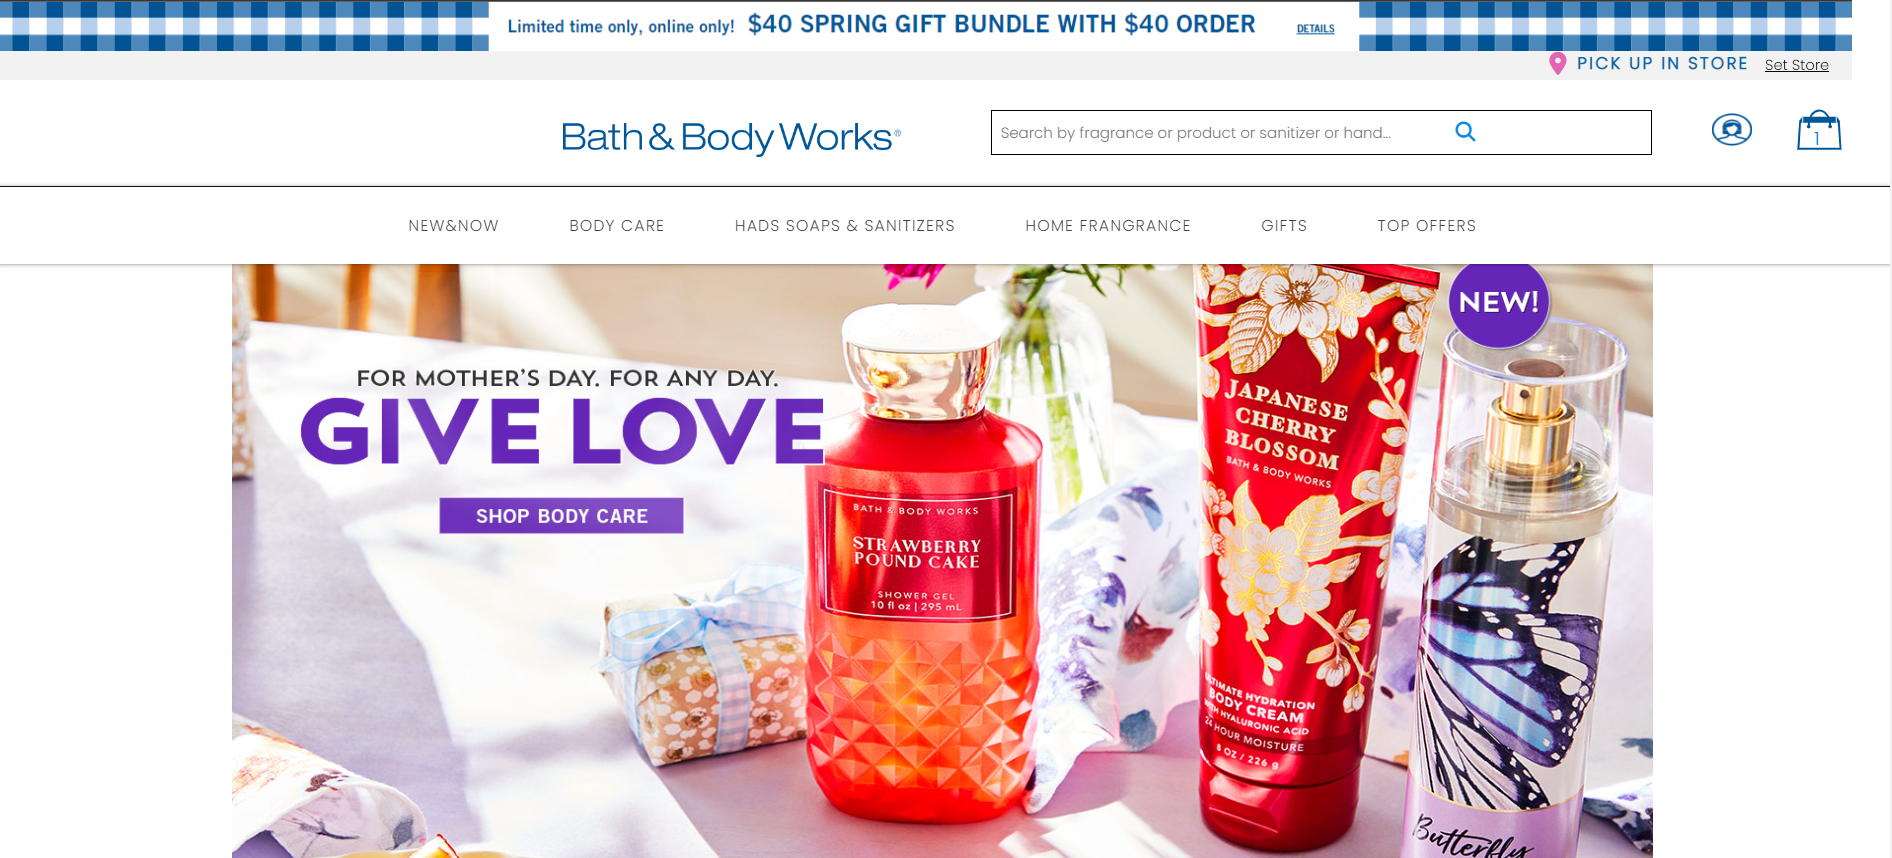 Limited time only, online only! $40 SPRING GIFT BUNDLE WITH $40 ORDER DETAILS
PICK UP IN STORE Set Store
Bath & Body Works®
Search by fragrance or product or sanitizer or hand...
1
NEW&NOW BODY CARE HADS SOAPS & SANITIZERS HOME FRANGRANCE GIFTS TOP OFFERS
NEW!
FOR MOTHER'S DAY. FOR ANY DAY.
GIVE LOVE
SHOP BODY CARE
BATH & BODY WORKS
STRAWBERRY
POUND CAKE
SHOWER GEL
10 fl oz | 295 mL
JAPANESE
CHERRY
BLOSSOM
BATH & BODY WORKS
ULTIMATE HYDRATION
BODY CREAM
WITH HYALURONIC ACID
24 HOUR MOISTURE
8 OZ / 226 g
Butterfly